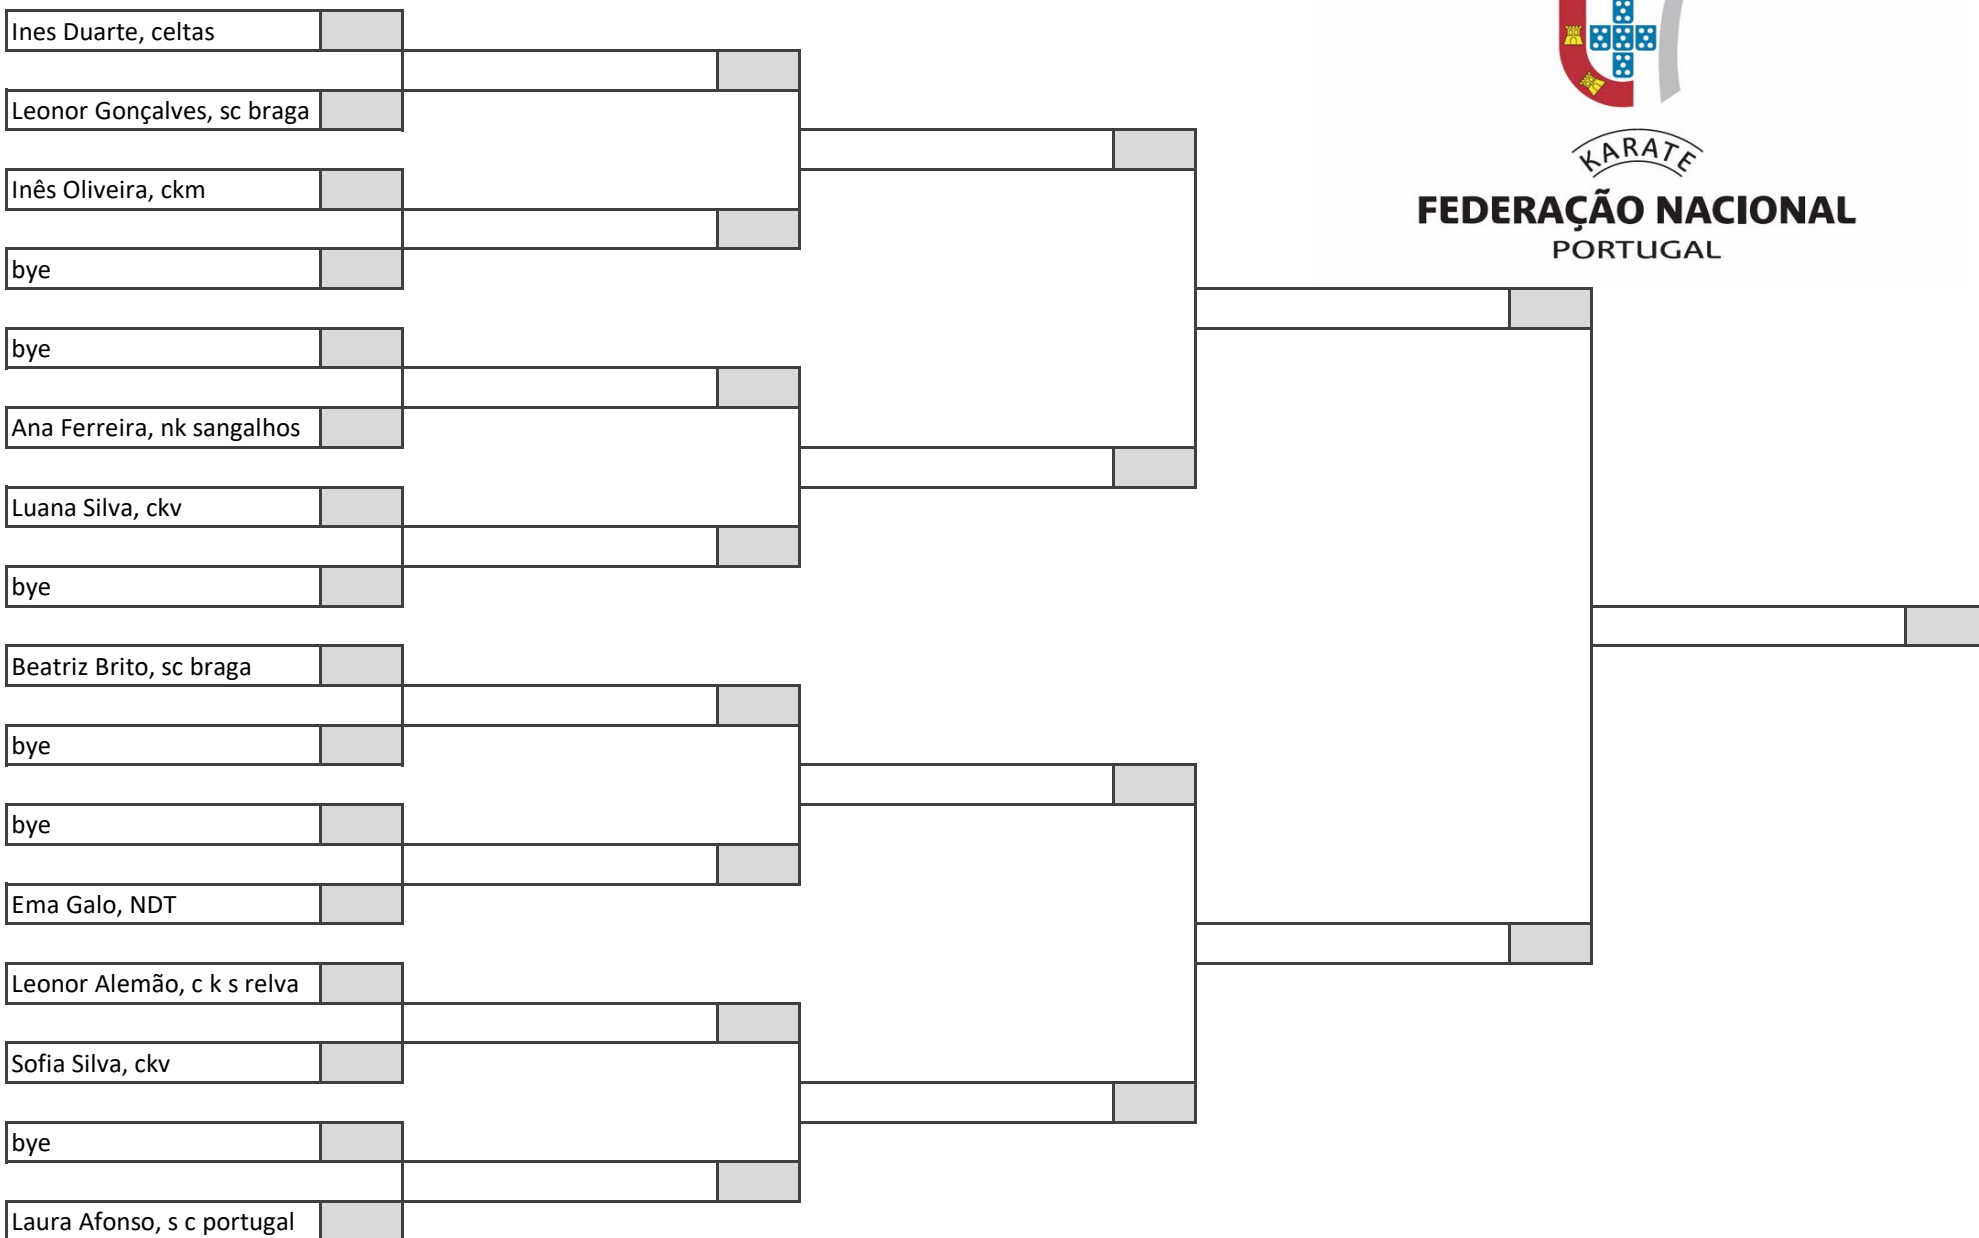 Ines Duarte, celtas
Leonor Gonçalves, sc braga
Inês Oliveira, ckm
bye
bye
Ana Ferreira, nk sangalhos
Luana Silva, ckv
bye
Beatriz Brito, sc braga
bye
bye
Ema Galo, NDT
Leonor Alemão, c k s relva
Sofia Silva, ckv
bye
Laura Afonso, s c portugal
KARATE
FEDERAÇÃO NACIONAL
PORTUGAL